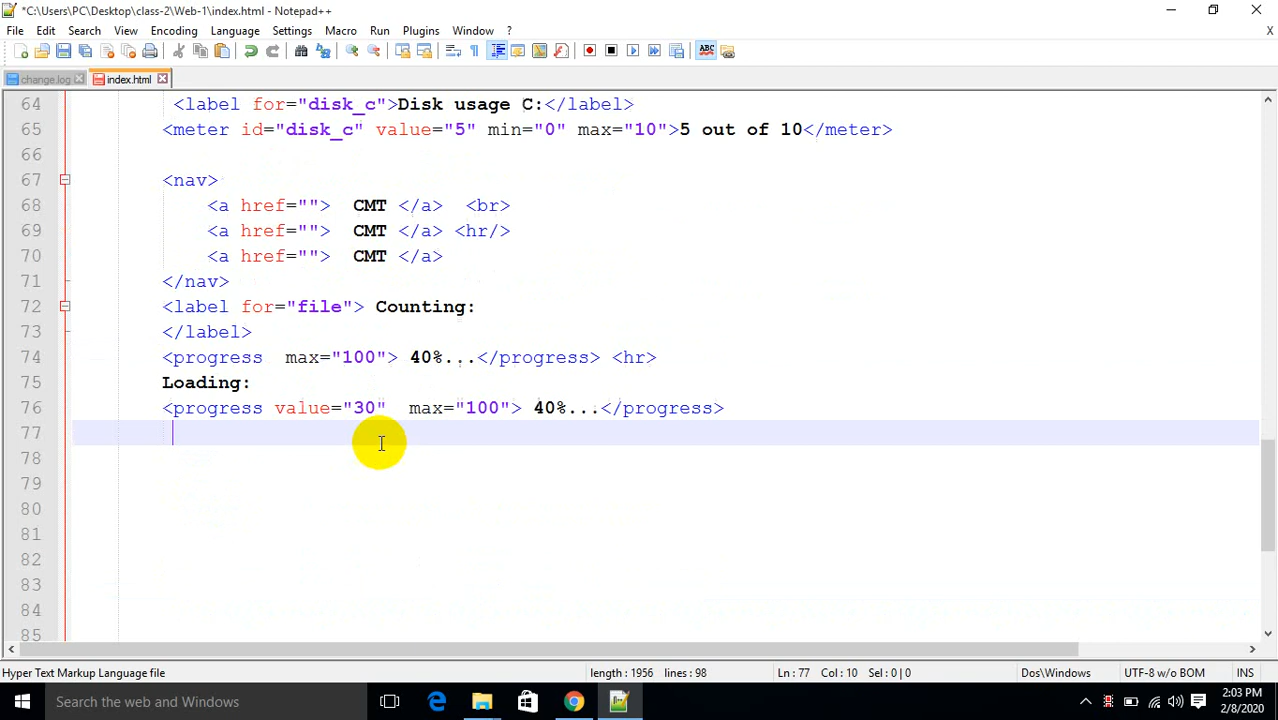 *C:\Users\PC\Desktop\class-2\Web-1\index.html - Notepad++
File Edit Search View Encoding Language Settings Macro Run Plugins Window ? X
ABC
change.log index.html
64 <label for="disk_c">Disk usage C:</label>
65 <meter id="disk_c" value="5" min="0" max="10">5 out of 10</meter>
66
67 <nav>
68 <a href="">  CMT </a>  <br>
69 <a href="">  CMT </a> <hr/>
70 <a href="">  CMT </a>
71 </nav>
72 <label for="file"> Counting:
73 </label>
74 <progress  max="100"> 40%...</progress> <hr>
75 Loading:
76 <progress value="30"  max="100"> 40%...</progress>
77
78
79
80
81
82
83
84
85
Hyper Text Markup Language file length : 1956 lines : 98 Ln : 77 Col : 10 Sel : 0 | 0 Dos\Windows UTF-8 w/o BOM INS
Search the web and Windows 2:03 PM
2/8/2020